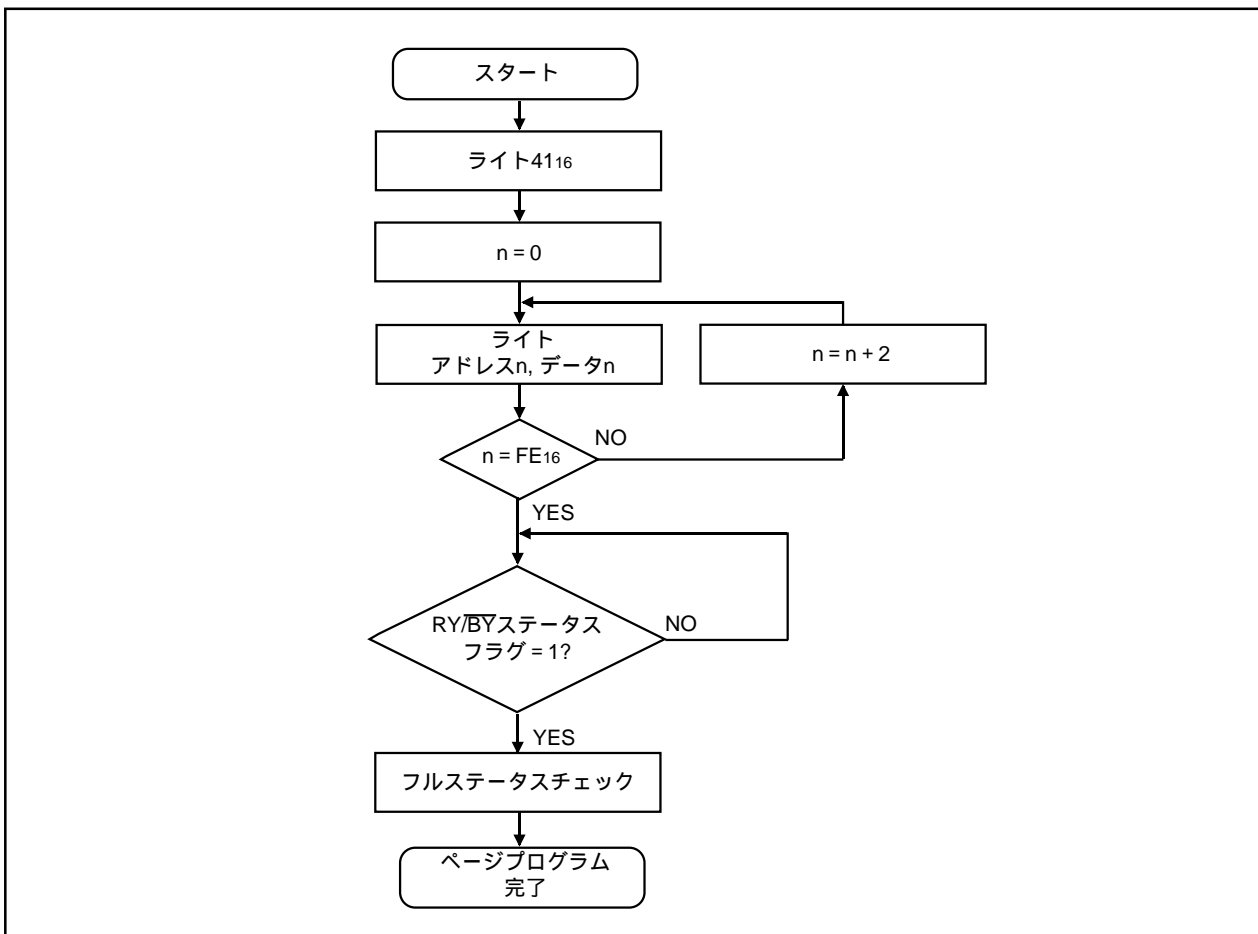 スタート
ライト41₁₆
n = 0
ライト
アドレスn, データn
n = n + 2
n = FE₁₆
NO
YES
RY/B̅Y̅ステータス
フラグ = 1?
NO
YES
フルステータスチェック
ページプログラム
完了